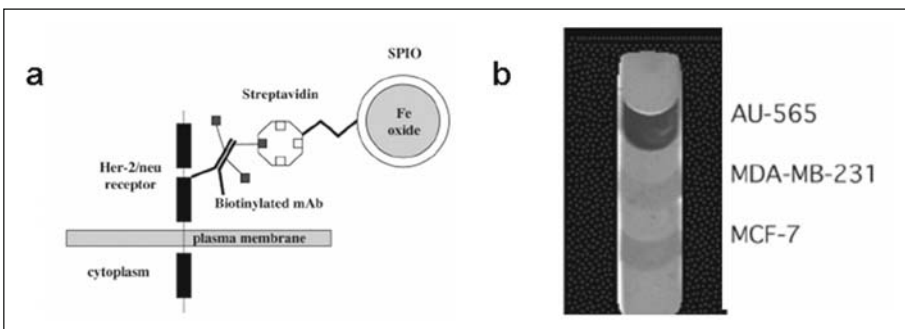 a
SPIO
Streptavidin
Fe
oxide
Her-2/neu
receptor
Biotinylated mAb
plasma membrane
cytoplasm
b
AU-565
MDA-MB-231
MCF-7